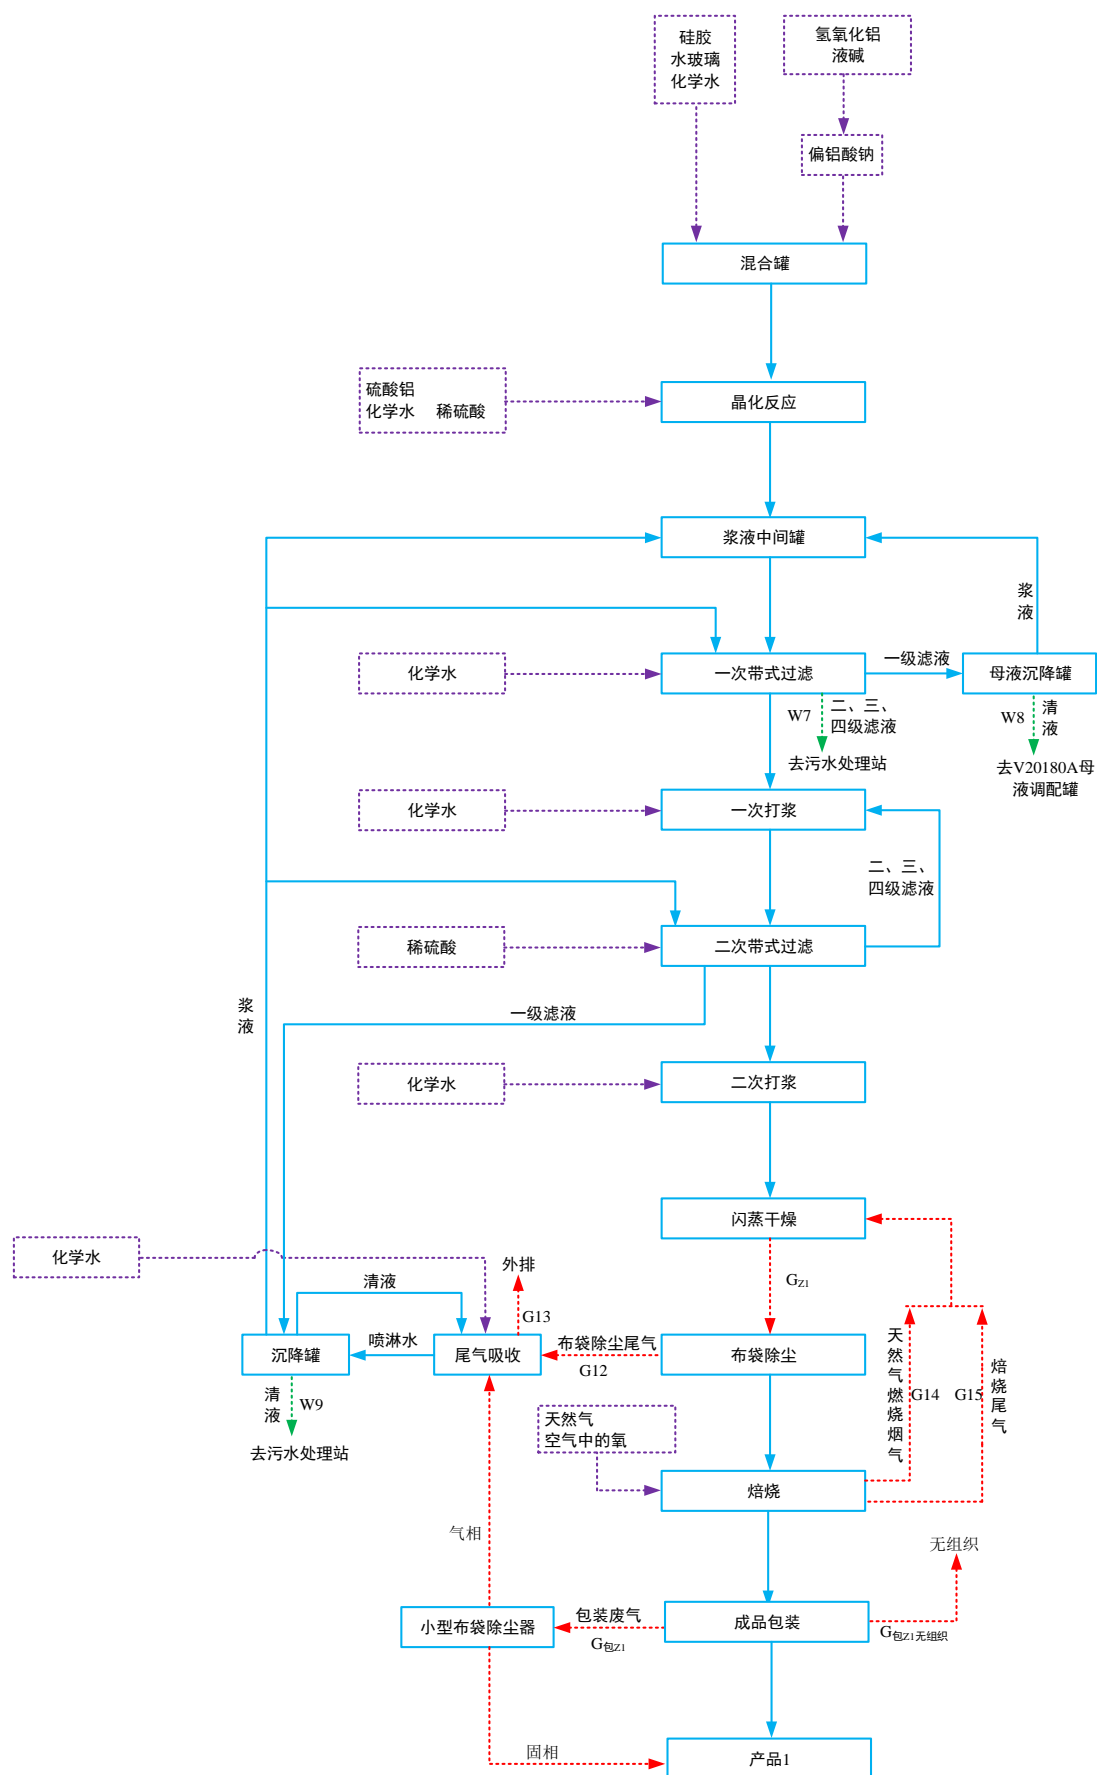 硅胶
水玻璃
化学水
氢氧化铝
液碱
偏铝酸钠
混合罐
硫酸铝
化学水 稀硫酸
晶化反应
浆液中间罐
浆
液
化学水
一次带式过滤
一级滤液
母液沉降罐
W7
二、三、
四级滤液
去污水处理站
W8
清
液
去V20180A母
液调配罐
化学水
一次打浆
二、三、
四级滤液
稀硫酸
二次带式过滤
浆
液
一级滤液
化学水
二次打浆
闪蒸干燥
化学水
外排
清液
G13
GZ1
沉降罐
喷淋水
尾气吸收
布袋除尘尾气
G12
布袋除尘
天
然
气
燃
烧
烟
气
G14
G15
焙
烧
尾
气
清
液
W9
去污水处理站
天然气
空气中的氧
焙烧
气相
无组织
小型布袋除尘器
包装废气
G包Z1
成品包装
G包Z1无组织
固相
产品1